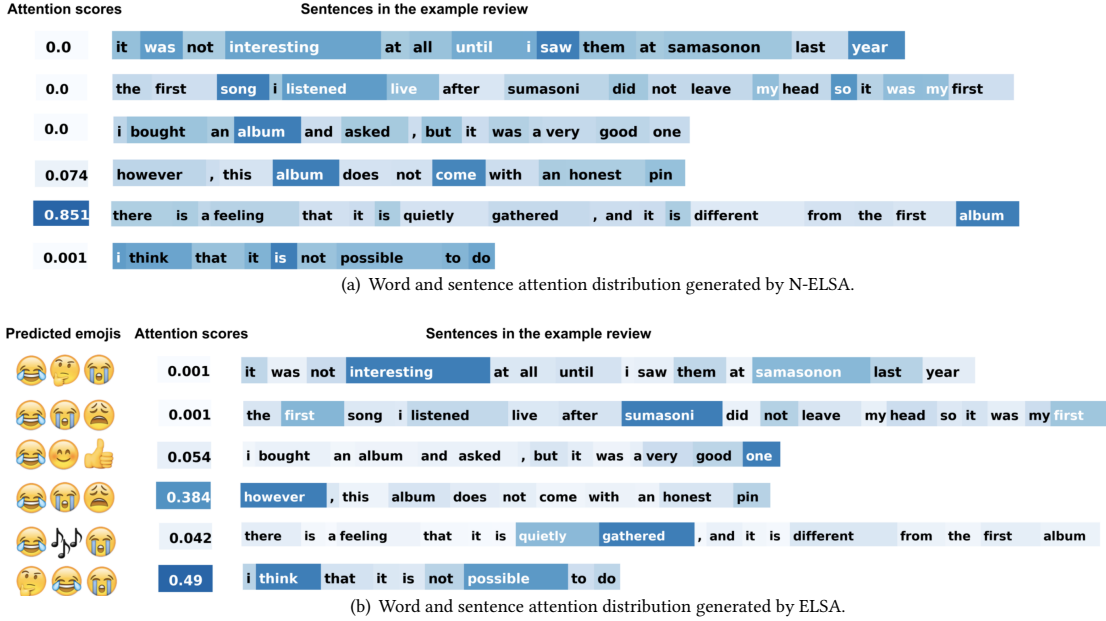 Attention scores Sentences in the example review
0.0 it was not interesting at all until i saw them at samasonon last year
0.0 the first song i listened live after sumasoni did not leave my head so it was my first
0.0 i bought an album and asked , but it was a very good one
0.074 however , this album does not come with an honest pin
0.851 there is a feeling that it is quietly gathered , and it is different from the first album
0.001 i think that it is not possible to do
(a) Word and sentence attention distribution generated by N-ELSA.
Predicted emojis Attention scores Sentences in the example review
0.001 it was not interesting at all until i saw them at samasonon last year
0.001 the first song i listened live after sumasoni did not leave my head so it was my first
0.054 i bought an album and asked , but it was a very good one
0.384 however , this album does not come with an honest pin
0.042 there is a feeling that it is quietly gathered , and it is different from the first album
0.49 i think that it is not possible to do
(b) Word and sentence attention distribution generated by ELSA.